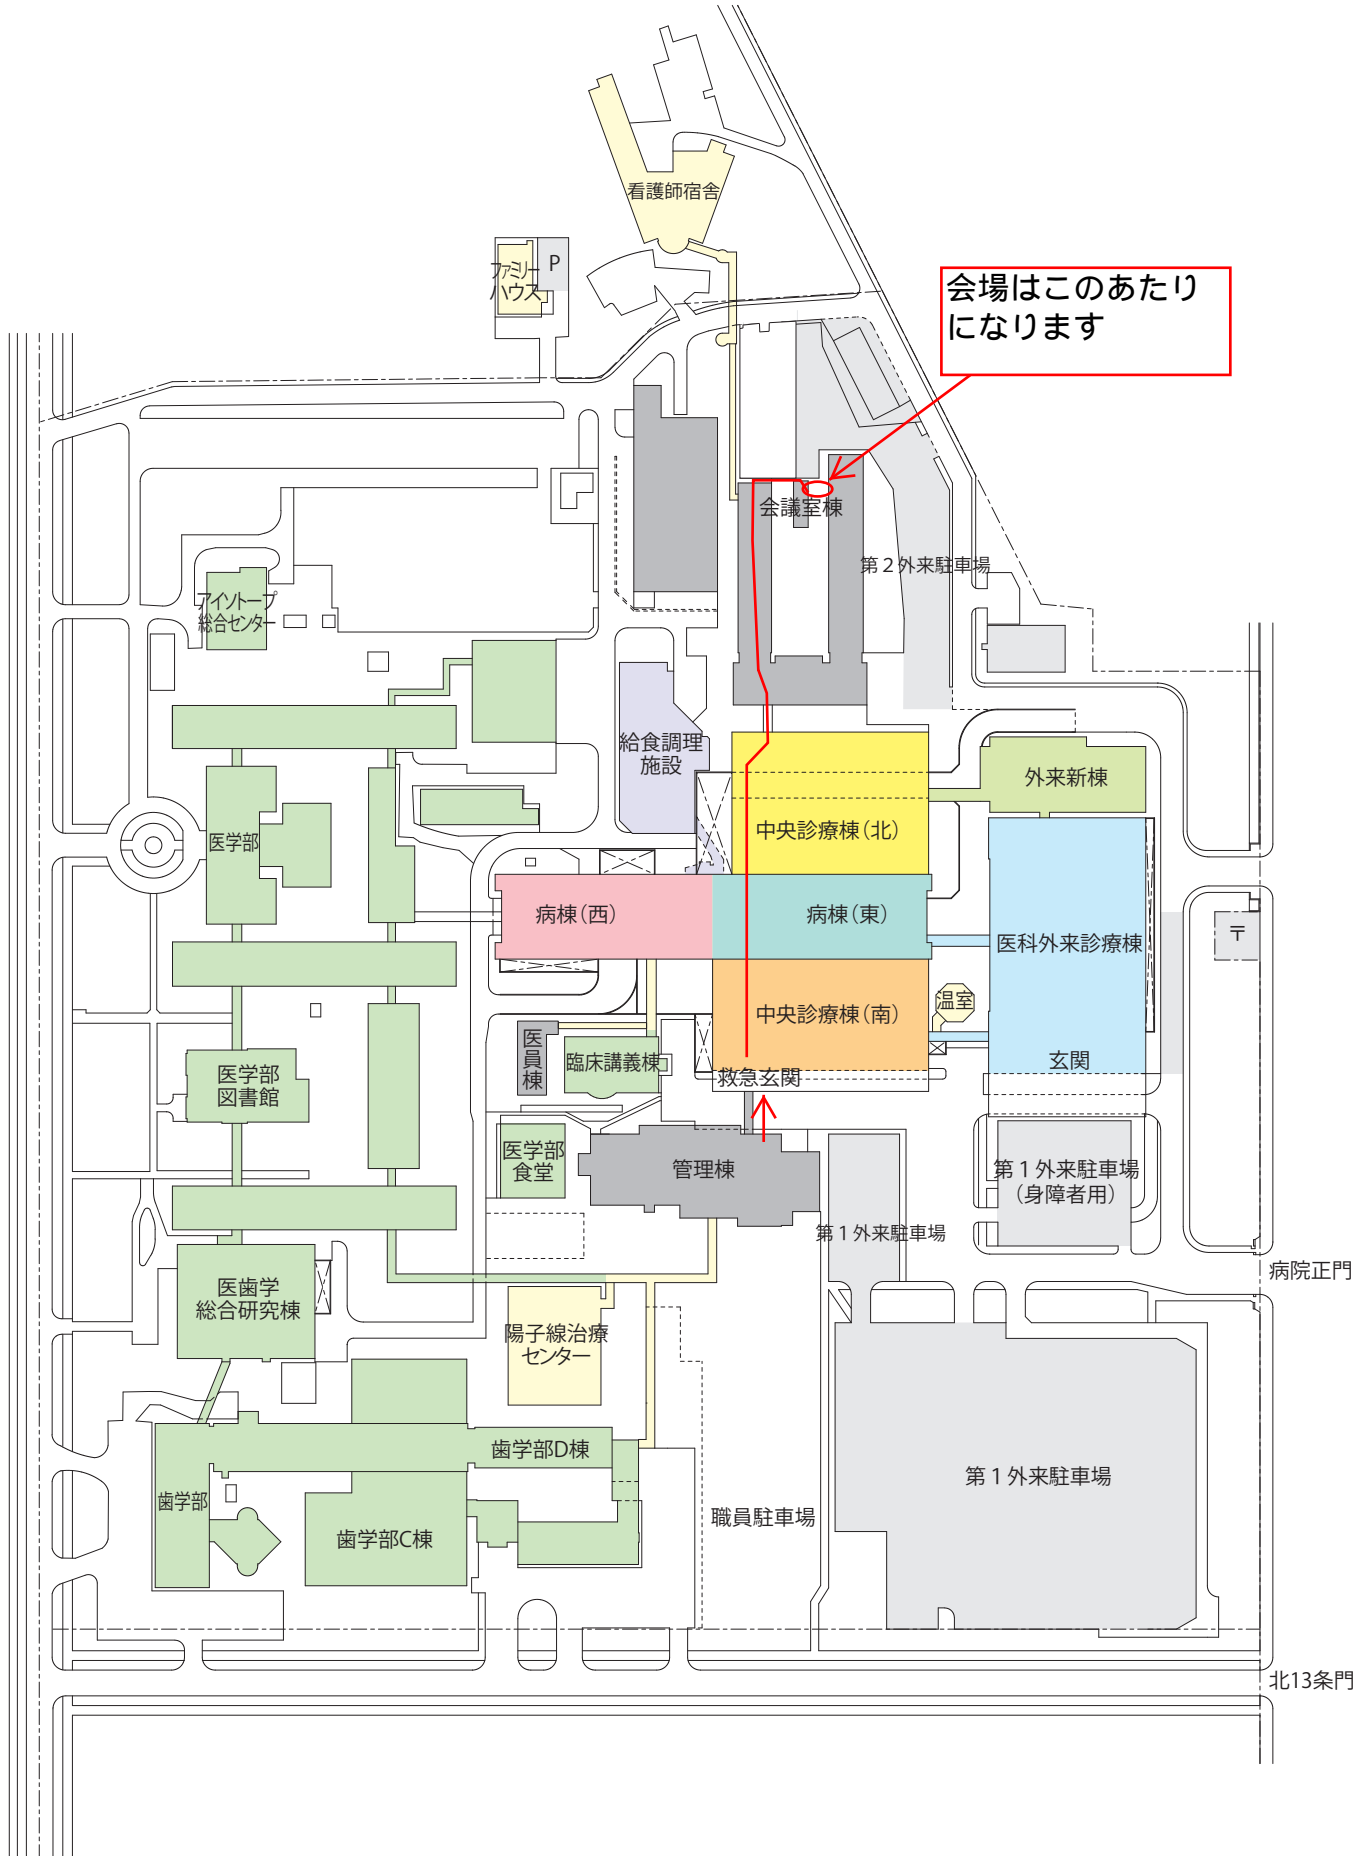 看護師宿舎
ファミリー
ハウス
P
会場はこのあたり
になります
会議室棟
第２外来駐車場
アイソトープ
総合センター
給食調理
施設
外来新棟
中央診療棟（北）
医学部
病棟（西）
病棟（東）
医科外来診療棟
〒
温室
中央診療棟（南）
医員棟
臨床講義棟
救急玄関
玄関
医学部
図書館
医学部
食堂
管理棟
第１外来駐車場
（身障者用）
第１外来駐車場
病院正門
医歯学
総合研究棟
陽子線治療
センター
歯学部D棟
第１外来駐車場
歯学部
職員駐車場
歯学部C棟
北13条門